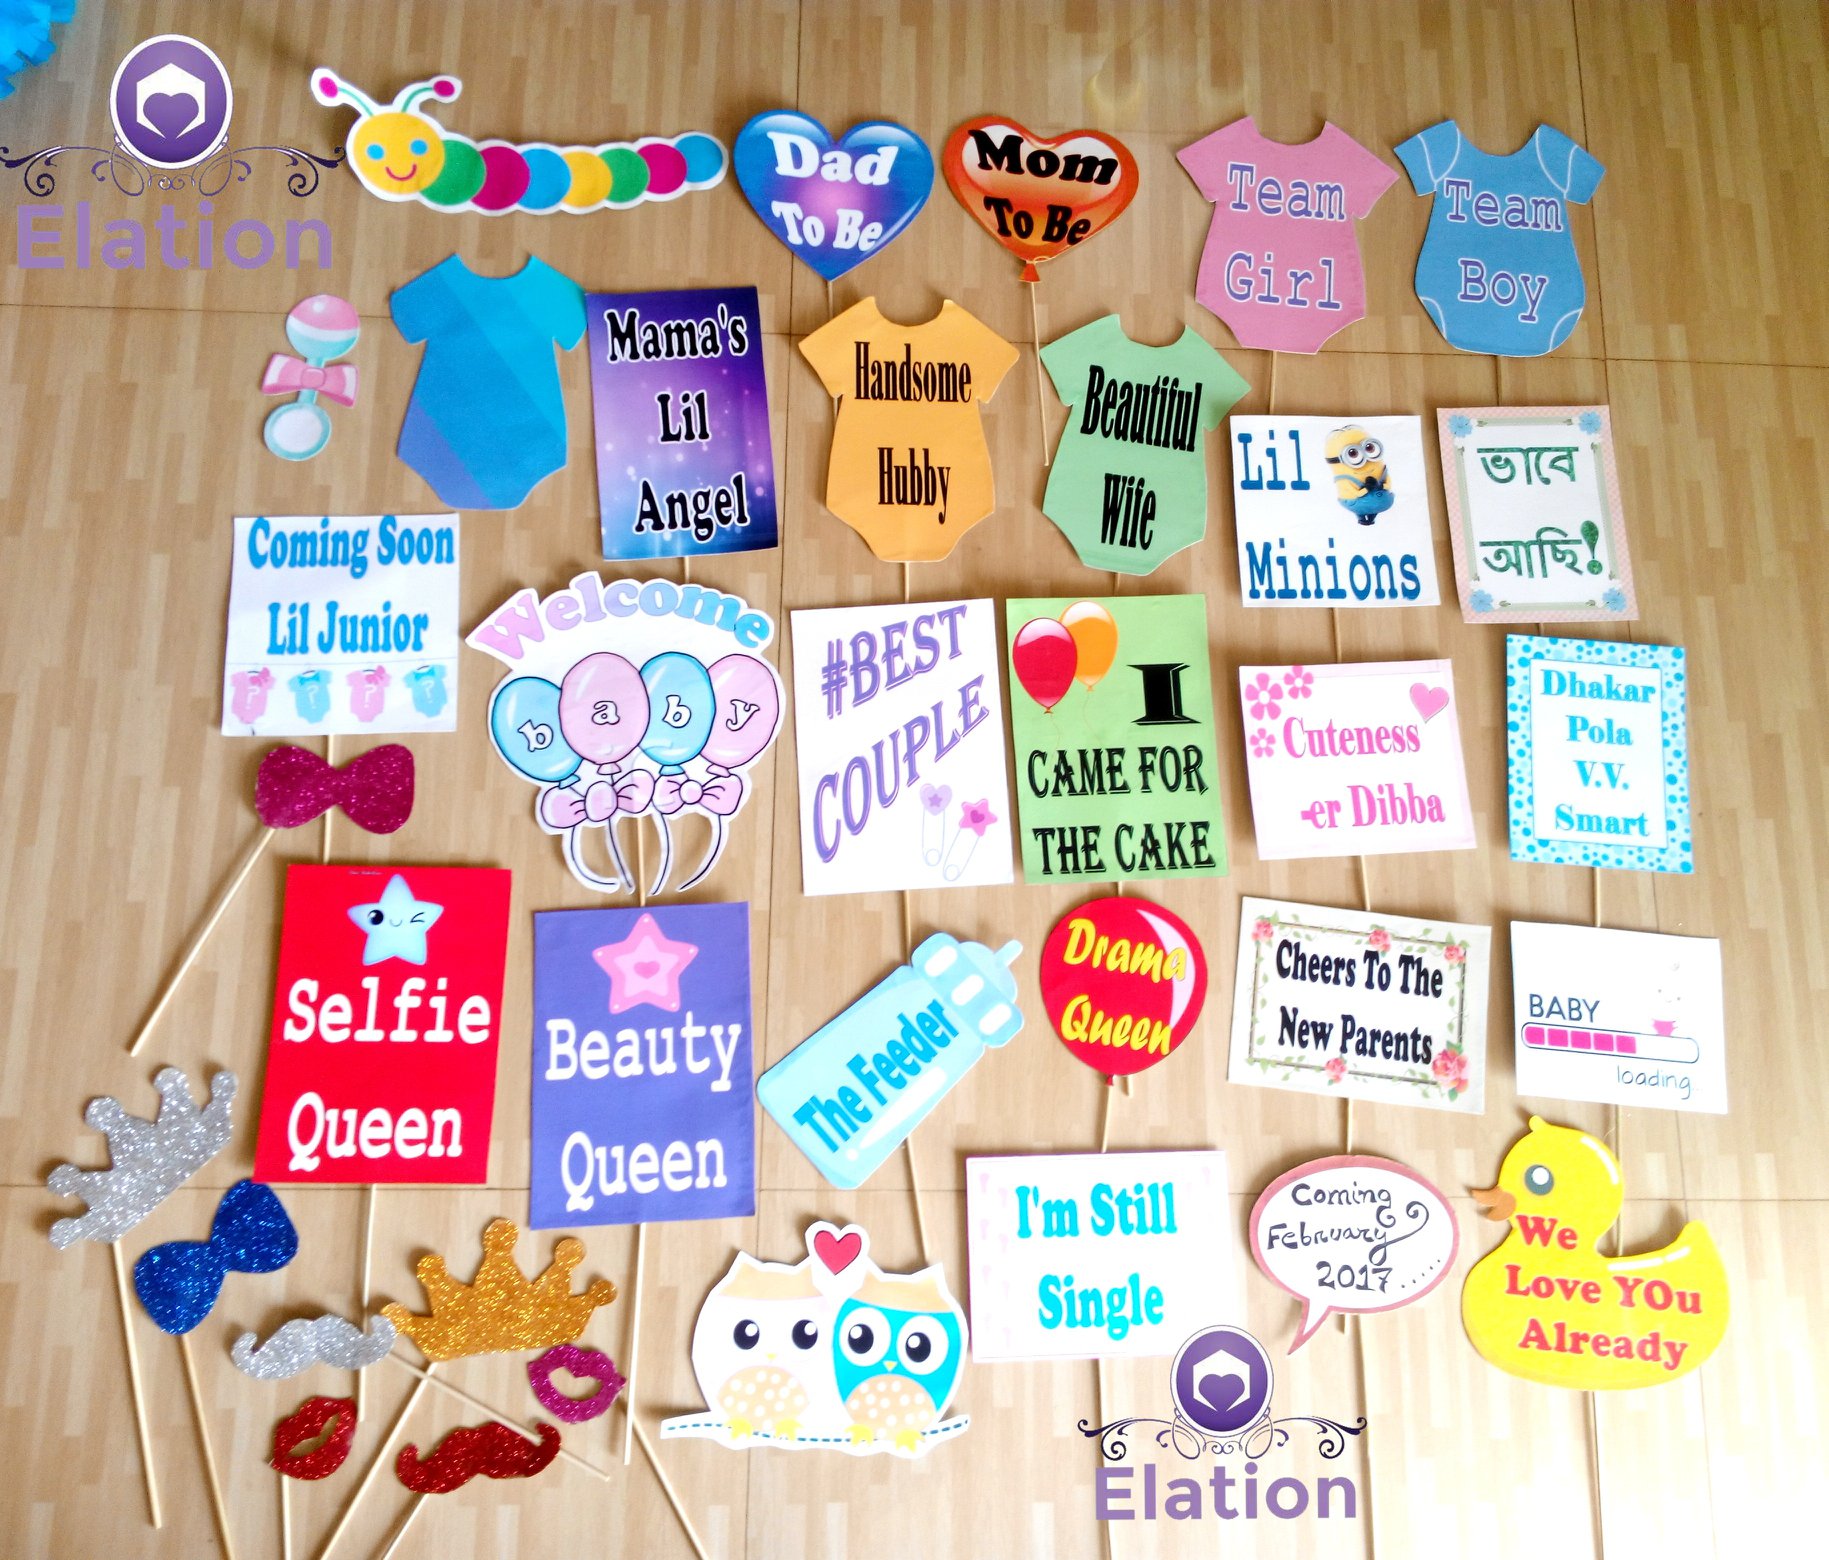 Elation
Dad
To Be
Mom
To Be
Team
Girl
Team
Boy
Mama's
Lil
Angel
Handsome
Hubby
Beautiful
Wife
Lil
Minions
ভাবে
আছি!
Coming Soon
Lil Junior
? ? ? ?
Welcome
baby
#BEST
COUPLE
I
CAME FOR
THE CAKE
Cuteness
-er Dibba
Dhakar
Pola
V.V.
Smart
Selfie
Queen
Beauty
Queen
The Feeder
Drama
Queen
Cheers To The
New Parents
BABY
loading..
I'm Still
Single
Coming
February
2017......
We
Love YOu
Already
Elation